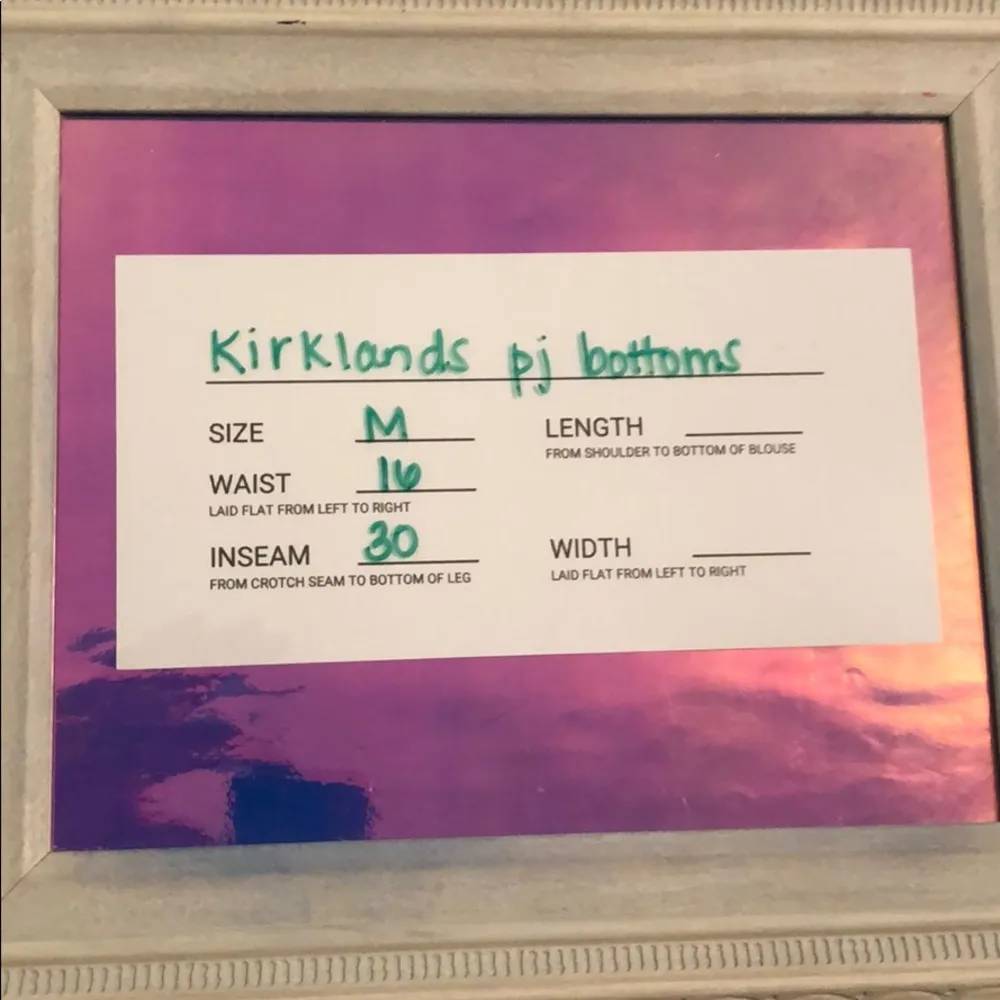 Kirklands pj bottoms
SIZE M
LENGTH
FROM SHOULDER TO BOTTOM OF BLOUSE
WAIST 16
LAID FLAT FROM LEFT TO RIGHT
INSEAM 30
FROM CROTCH SEAM TO BOTTOM OF LEG
WIDTH
LAID FLAT FROM LEFT TO RIGHT